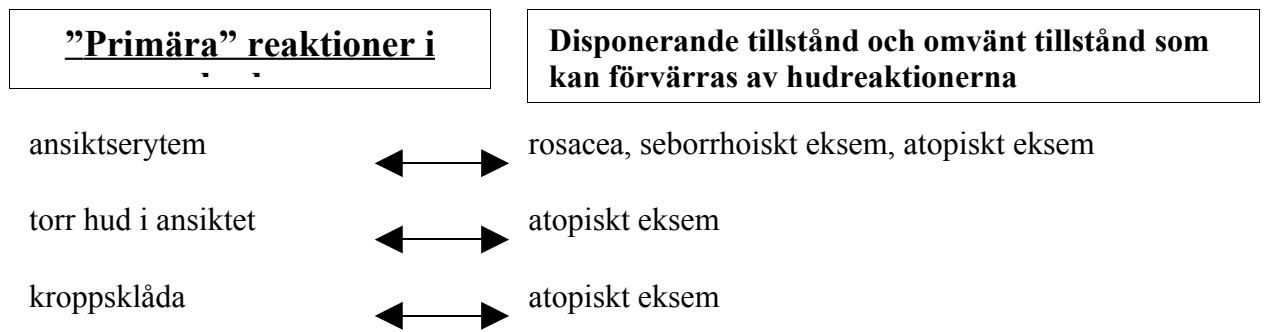 ”Primära” reaktioner i
Disponerande tillstånd och omvänt tillstånd som
kan förvärras av hudreaktionerna
ansiktserytem
rosacea, seborrhoiskt eksem, atopiskt eksem
torr hud i ansiktet
atopiskt eksem
kroppsklåda
atopiskt eksem